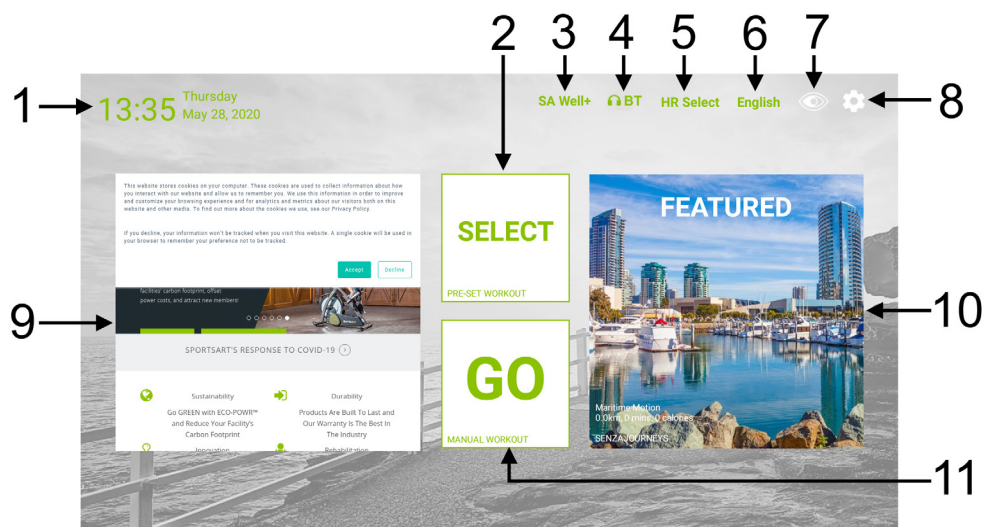 2 3 4 5 6 7
1 13:35 Thursday
May 28, 2020
SA Well+ BT HR Select English
8
This website stores cookies on your computer. These cookies are used to collect information about how
you interact with our website and allow us to remember you. We use this information in order to improve
and customize your browsing experience and for analytics and metrics about our visitors both on this
website and other media. To find out more about the cookies we use, see our Privacy Policy.
If you decline, your information won't be tracked when you visit this website. A single cookie will be used in
your browser to remember your preference not to be tracked.
Accept Decline
facilities' carbon footprint, offset
power costs, and attract new members!
9
SPORTSART'S RESPONSE TO COVID-19
Sustainability
Go GREEN with ECO-POWR™
and Reduce Your Facility's
Carbon Footprint
Durability
Products Are Built To Last and
Our Warranty Is The Best In
The Industry
Innovation
Rehabilitation
SELECT
PRE-SET WORKOUT
GO
MANUAL WORKOUT
FEATURED
10
Maritime Motion
0.0km, 0 mins, 0 calories
SENZAJOURNEYS
11